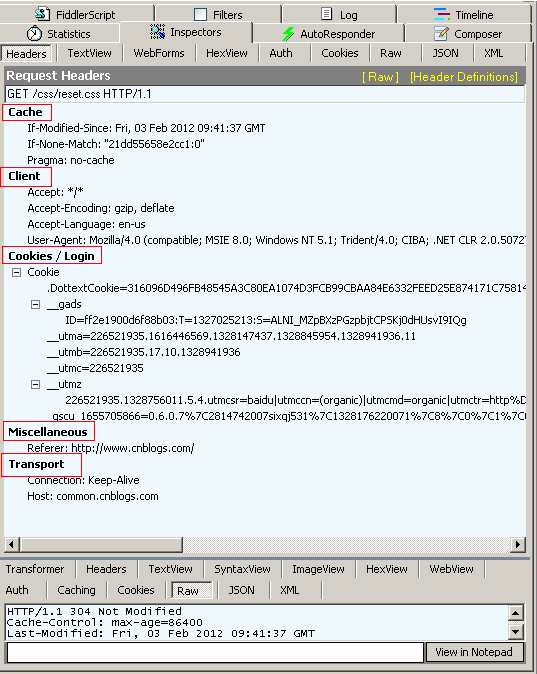 FiddlerScript Filters Log Timeline
Statistics Inspectors AutoResponder Composer
Headers TextView WebForms HexView Auth Cookies Raw JSON XML
Request Headers [ Raw ] [Header Definitions]
GET /css/reset.css HTTP/1.1
Cache
If-Modified-Since: Fri, 03 Feb 2012 09:41:37 GMT
If-None-Match: "21dd55658e2cc1:0"
Pragma: no-cache
Client
Accept: */*
Accept-Encoding: gzip, deflate
Accept-Language: en-us
User-Agent: Mozilla/4.0 (compatible; MSIE 8.0; Windows NT 5.1; Trident/4.0; CIBA; .NET CLR 2.0.50727
Cookies / Login
Cookie
.DottextCookie=316096D496FB48545A3C80EA1074D3FCB99CBAA84E6332FEED25E874171C75814
__gads
ID=ff2e1900d6f88b03:T=1327025213:S=ALNI_MZpBXzPGzpbjtCPSKj0dHUsvI9IQg
__utma=226521935.1616446569.1328147437.1328845954.1328941936.11
__utmb=226521935.17.10.1328941936
__utmc=226521935
__utmz
226521935.1328756011.5.4.utmcsr=baidu|utmccn=(organic)|utmcmd=organic|utmctr=http%D
_gscu_1655705866=0.6.0.7%7C2814742007sixqj531%7C1328176220071%7C8%7C0%7C1%7C
Miscellaneous
Referer: http://www.cnblogs.com/
Transport
Connection: Keep-Alive
Host: common.cnblogs.com
Transformer Headers TextView SyntaxView ImageView HexView WebView
Auth Caching Cookies Raw JSON XML
HTTP/1.1 304 Not Modified
Cache-Control: max-age=86400
Last-Modified: Fri, 03 Feb 2012 09:41:37 GMT
View in Notepad